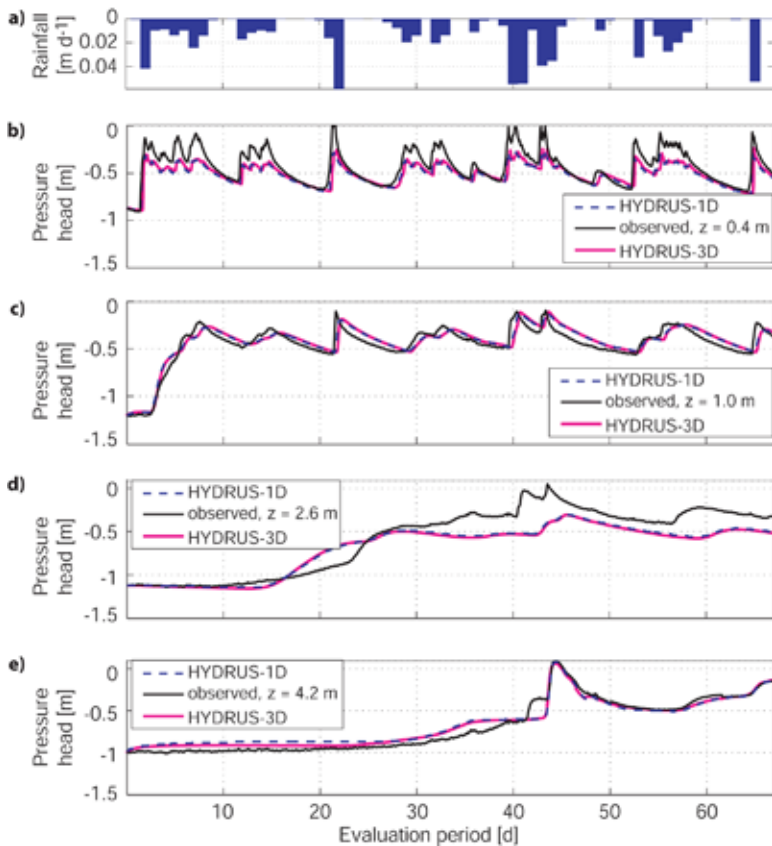 a)
Rainfall
[m d-1]
0
0.02
0.04
b)
Pressure
head [m]
0
-0.5
-1
-1.5
HYDRUS-1D
observed, z = 0.4 m
HYDRUS-3D
c)
Pressure
head [m]
0
-0.5
-1
-1.5
HYDRUS-1D
observed, z = 1.0 m
HYDRUS-3D
d)
Pressure
head [m]
0
-0.5
-1
-1.5
HYDRUS-1D
observed, z = 2.6 m
HYDRUS-3D
e)
Pressure
head [m]
0
-0.5
-1
-1.5
HYDRUS-1D
observed, z = 4.2 m
HYDRUS-3D
10 20 30 40 50 60
Evaluation period [d]